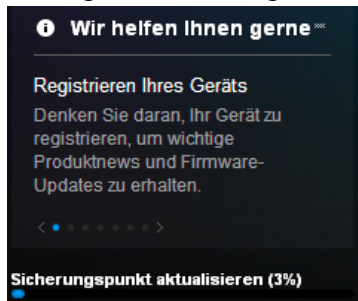 Wir helfen Ihnen gerne
Registrieren Ihres Geräts
Denken Sie daran, Ihr Gerät zu
registrieren, um wichtige
Produktnews und Firmware-
Updates zu erhalten.
Sicherungspunkt aktualisieren (3%)